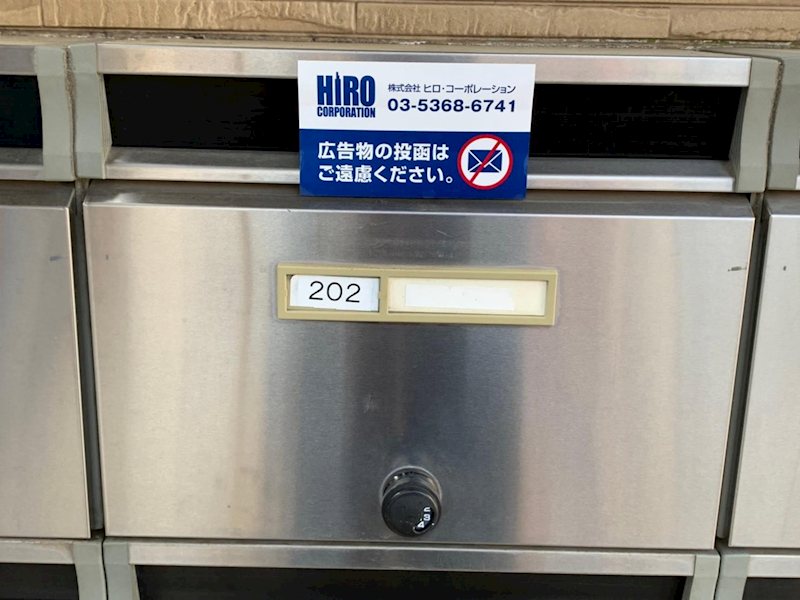 HIRO
CORPORATION
株式会社 ヒロ・コーポレーション
03-5368-6741
広告物の投函は
ご遠慮ください。
202